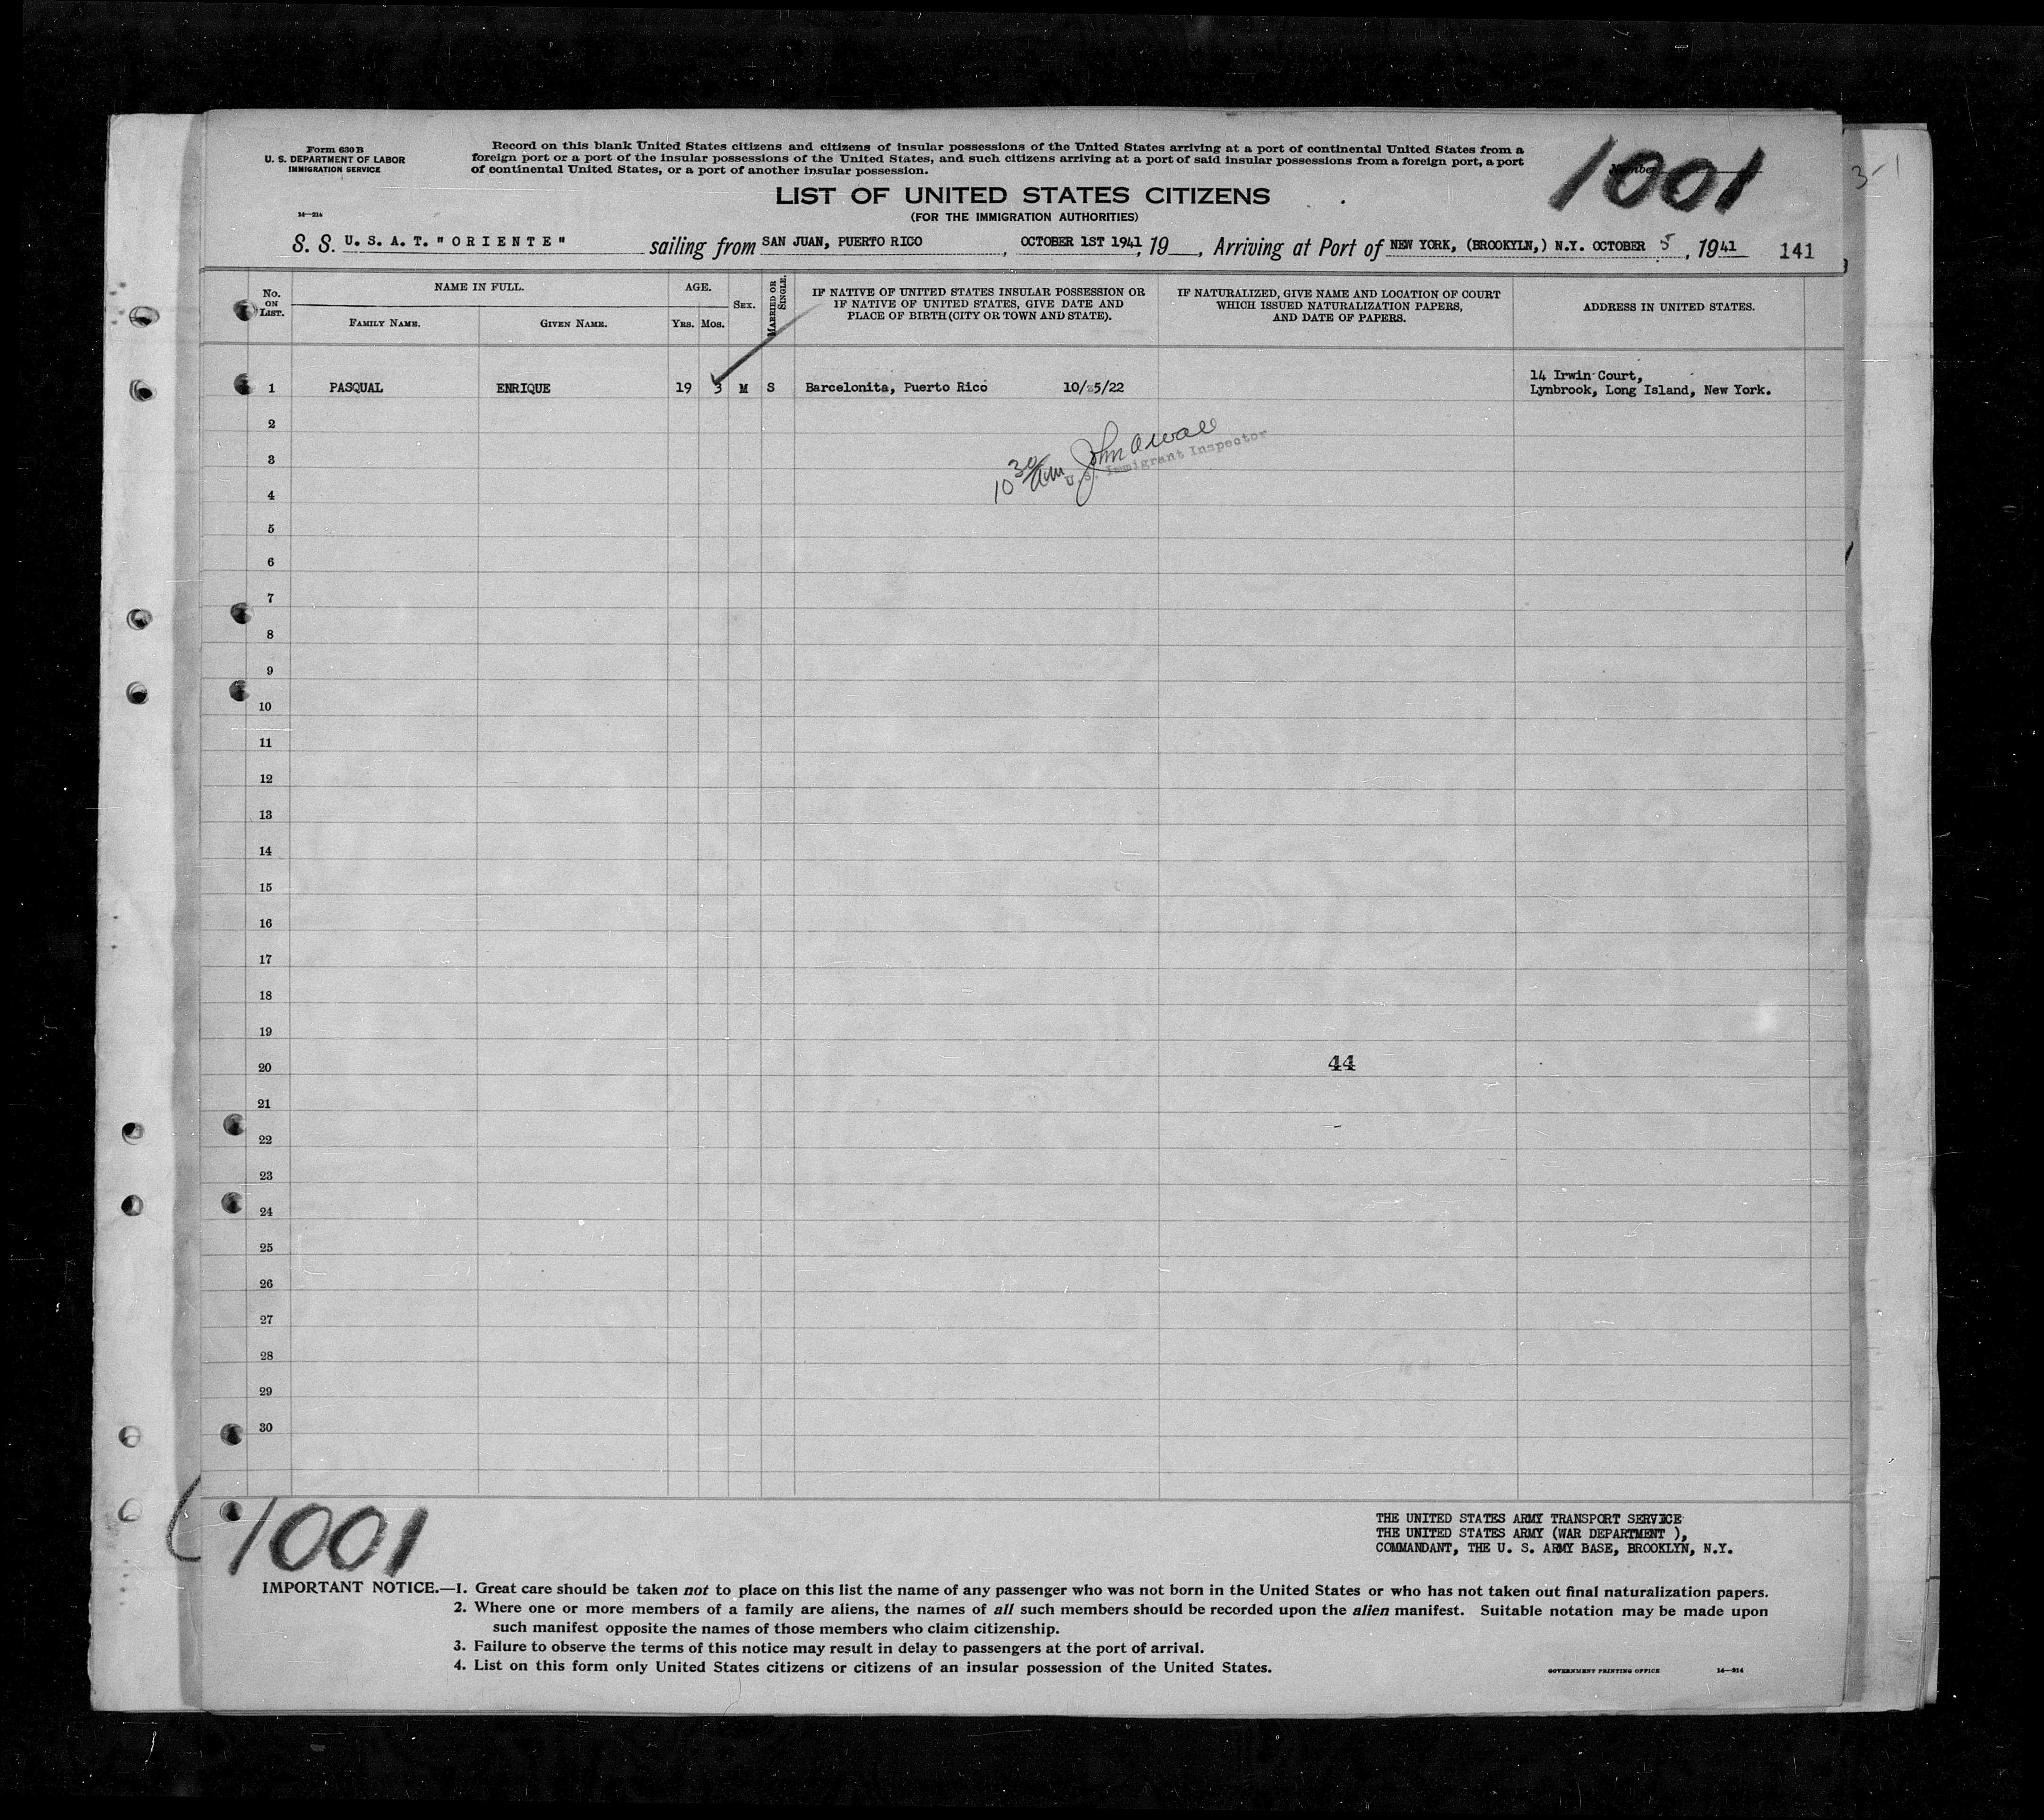 Form 630 B
U. S. DEPARTMENT OF LABOR
IMMIGRATION SERVICE
14—214
Record on this blank United States citizens and citizens of insular possessions of the United States arriving at a port of continental United States from a
foreign port or a port of the insular possessions of the United States, and such citizens arriving at a port of said insular possessions from a foreign port, a port
of continental United States, or a port of another insular possession.
Number
1001
3-1
LIST OF UNITED STATES CITIZENS
(FOR THE IMMIGRATION AUTHORITIES)
S. S. U. S. A. T. "ORIENTE" sailing from SAN JUAN, PUERTO RICO, OCTOBER 1ST 1941, 19 , Arriving at Port of NEW YORK, (BROOKYLN,) N.Y. OCTOBER 5, 1941 141
No. ON LIST.
NAME IN FULL.
FAMILY NAME. GIVEN NAME.
AGE.
Yrs. Mos.
SEX.
MARRIED OR SINGLE.
IF NATIVE OF UNITED STATES INSULAR POSSESSION OR
IF NATIVE OF UNITED STATES, GIVE DATE AND
PLACE OF BIRTH (CITY OR TOWN AND STATE).
IF NATURALIZED, GIVE NAME AND LOCATION OF COURT
WHICH ISSUED NATURALIZATION PAPERS,
AND DATE OF PAPERS.
ADDRESS IN UNITED STATES.
1 PASQUAL ENRIQUE 19 3 M S Barcelonita, Puerto Rico 10/25/22 14 Irwin Court,
Lynbrook, Long Island, New York.
2
3
10 30 am John
U.S. Immigrant Inspector
4
5
6
7
8
9
10
11
12
13
14
15
16
17
18
19
20
44
21
22
23
24
25
26
27
28
29
30
1001
THE UNITED STATES ARMY TRANSPORT SERVICE
THE UNITED STATES ARMY (WAR DEPARTMENT ),
COMMANDANT, THE U. S. ARMY BASE, BROOKLYN, N.Y.
IMPORTANT NOTICE.—1. Great care should be taken not to place on this list the name of any passenger who was not born in the United States or who has not taken out final naturalization papers.
2. Where one or more members of a family are aliens, the names of all such members should be recorded upon the alien manifest. Suitable notation may be made upon
such manifest opposite the names of those members who claim citizenship.
3. Failure to observe the terms of this notice may result in delay to passengers at the port of arrival.
4. List on this form only United States citizens or citizens of an insular possession of the United States.
GOVERNMENT PRINTING OFFICE 14—214